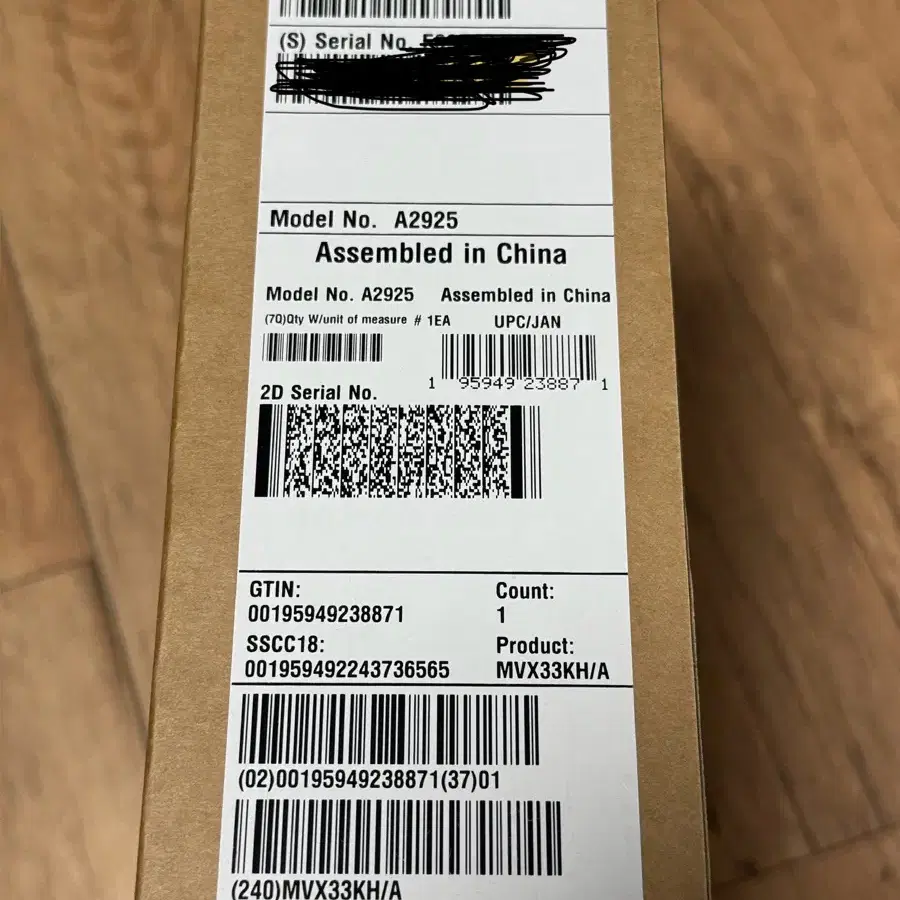 (S) Serial No.
Model No. A2925
Assembled in China
Model No. A2925 Assembled in China
(7Q)Qty W/unit of measure # 1EA UPC/JAN
1 95949 23887 1
2D Serial No.
GTIN: Count:
00195949238871 1
SSCC18: Product:
001959492243736565 MVX33KH/A
(02)00195949238871(37)01
(240)MVX33KH/A